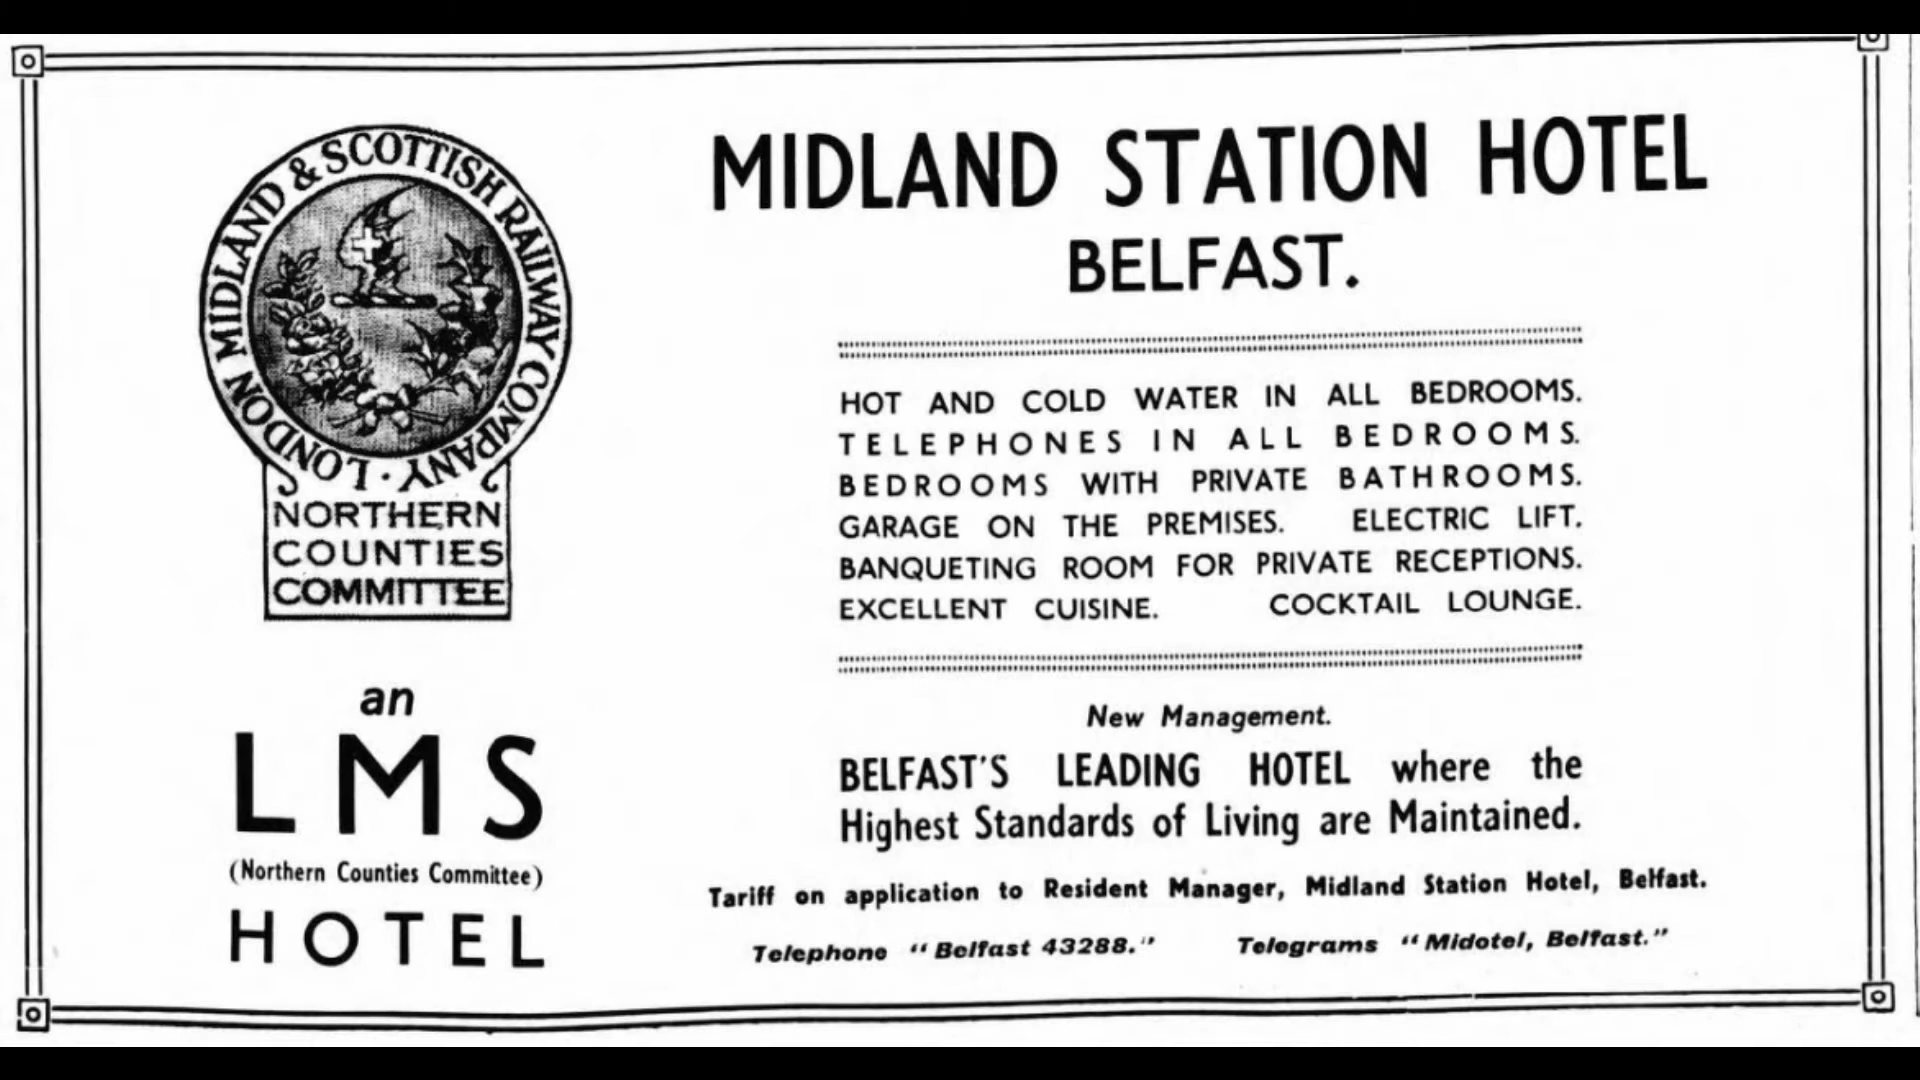 LONDON MIDLAND & SCOTTISH RAILWAY COMPANY ·
NORTHERN
COUNTIES
COMMITTEE
an
LMS
(Northern Counties Committee)
HOTEL
MIDLAND STATION HOTEL
BELFAST.
HOT AND COLD WATER IN ALL BEDROOMS.
TELEPHONES IN ALL BEDROOMS.
BEDROOMS WITH PRIVATE BATHROOMS.
GARAGE ON THE PREMISES. ELECTRIC LIFT.
BANQUETING ROOM FOR PRIVATE RECEPTIONS.
EXCELLENT CUISINE. COCKTAIL LOUNGE.
New Management.
BELFAST'S LEADING HOTEL where the
Highest Standards of Living are Maintained.
Tariff on application to Resident Manager, Midland Station Hotel, Belfast.
Telephone "Belfast 43288." Telegrams "Midotel, Belfast."